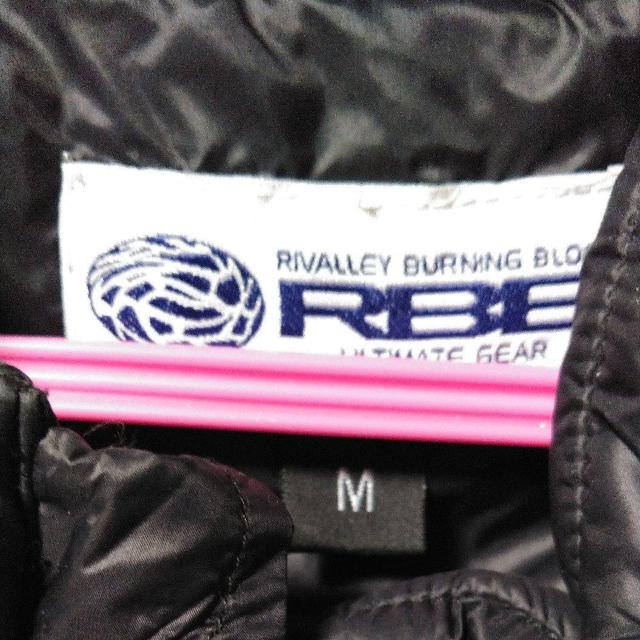 RIVALLEY BURNING BLO
RBB
ULTIMATE GEAR
M